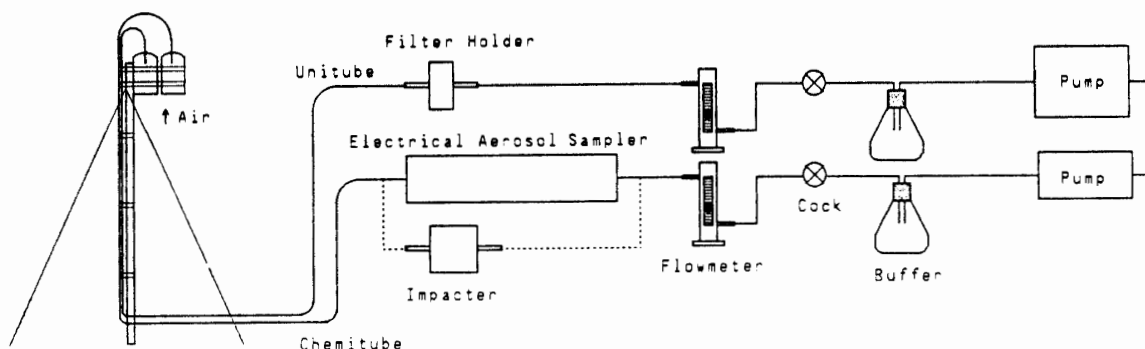 Filter Holder
Unitube
Pump
↑ Air
Electrical Aerosol Sampler
Pump
Cock
Flowmeter
Buffer
Impacter
Chemitube